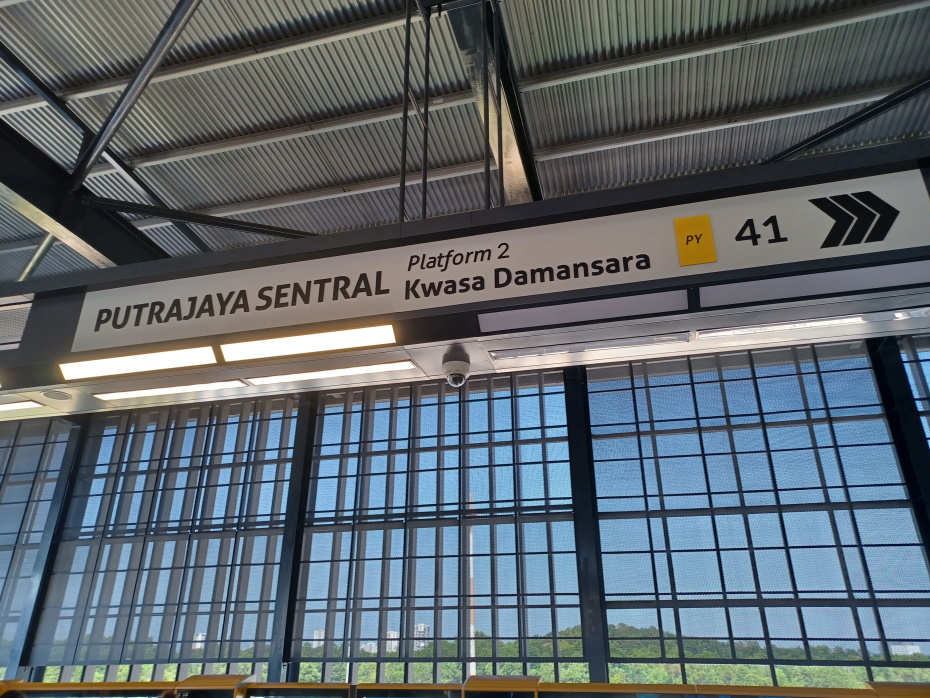 PUTRAJAYA SENTRAL
Platform 2
Kwasa Damansara
PY 41